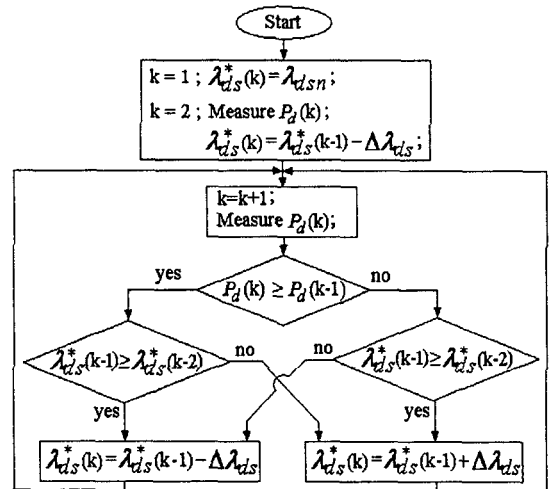 Start
k = 1 ; λ*ds(k)=λdsn;
k = 2 ; Measure Pd(k);
λ*ds(k)=λ*ds(k-1)−Δλds;
k=k+1;
Measure Pd(k);
yes
Pd(k) ≥ Pd(k-1)
no
λ*ds(k-1)≥λ*ds(k-2)
no
no
λ*ds(k-1)≥λ*ds(k-2)
yes
yes
λ*ds(k)=λ*ds(k-1)−Δλds
λ*ds(k)=λ*ds(k-1)+Δλds